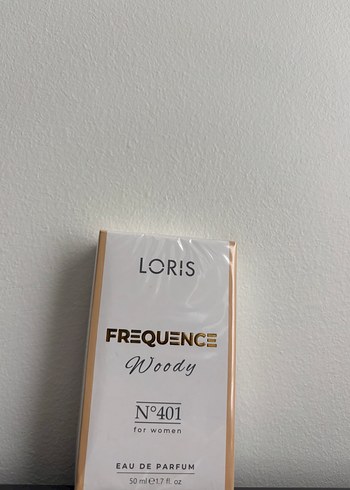 LORIS
FREQUENCE
Woody
N°401
for women
EAU DE PARFUM
50 ml ℮ 1.7 fl. oz